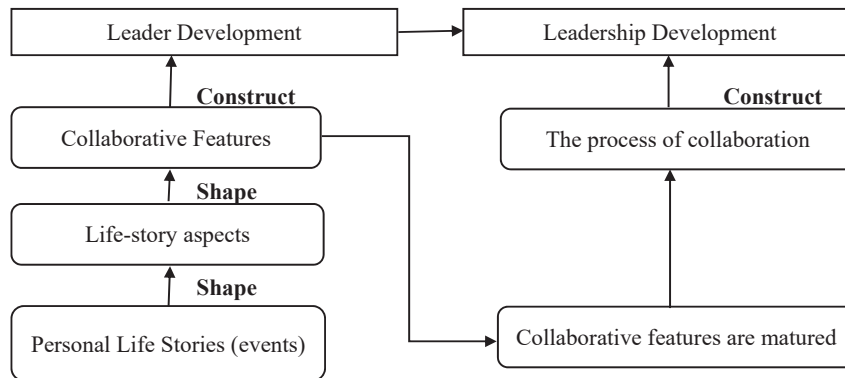 Leader Development
Leadership Development
Construct
Construct
Collaborative Features
The process of collaboration
Shape
Life-story aspects
Shape
Personal Life Stories (events)
Collaborative features are matured